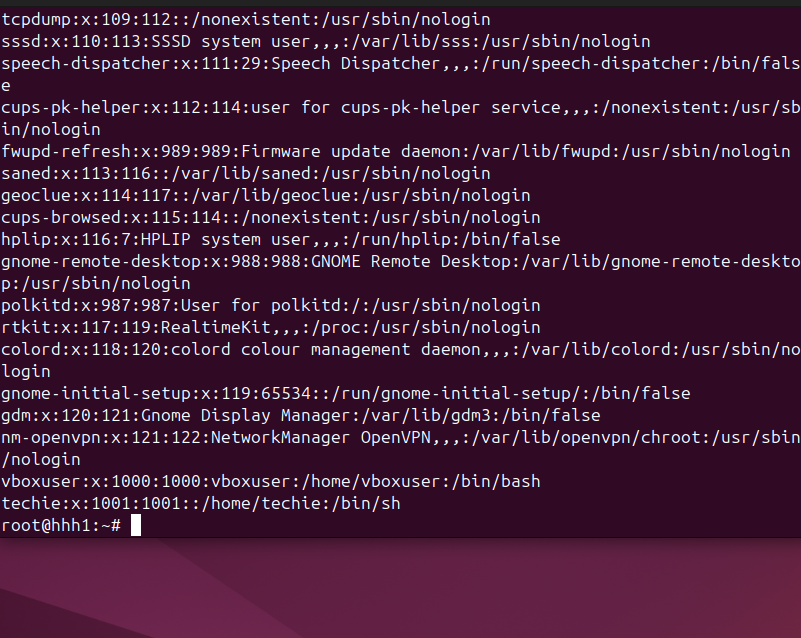 tcpdump:x:109:112::/nonexistent:/usr/sbin/nologin
sssd:x:110:113:SSSD system user,,,:/var/lib/sss:/usr/sbin/nologin
speech-dispatcher:x:111:29:Speech Dispatcher,,,:/run/speech-dispatcher:/bin/fals
e
cups-pk-helper:x:112:114:user for cups-pk-helper service,,,:/nonexistent:/usr/sb
in/nologin
fwupd-refresh:x:989:989:Firmware update daemon:/var/lib/fwupd:/usr/sbin/nologin
saned:x:113:116::/var/lib/saned:/usr/sbin/nologin
geoclue:x:114:117::/var/lib/geoclue:/usr/sbin/nologin
cups-browsed:x:115:114::/nonexistent:/usr/sbin/nologin
hplip:x:116:7:HPLIP system user,,,:/run/hplip:/bin/false
gnome-remote-desktop:x:988:988:GNOME Remote Desktop:/var/lib/gnome-remote-deskto
p:/usr/sbin/nologin
polkitd:x:987:987:User for polkitd:/:/usr/sbin/nologin
rtkit:x:117:119:RealtimeKit,,,:/proc:/usr/sbin/nologin
colord:x:118:120:colord colour management daemon,,,:/var/lib/colord:/usr/sbin/no
login
gnome-initial-setup:x:119:65534::/run/gnome-initial-setup/:/bin/false
gdm:x:120:121:Gnome Display Manager:/var/lib/gdm3:/bin/false
nm-openvpn:x:121:122:NetworkManager OpenVPN,,,:/var/lib/openvpn/chroot:/usr/sbin
/nologin
vboxuser:x:1000:1000:vboxuser:/home/vboxuser:/bin/bash
techie:x:1001:1001::/home/techie:/bin/sh
root@hhh1:~#